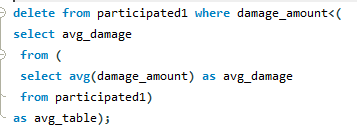 delete from participated1 where damage_amount<(
select avg_damage
from (
select avg(damage_amount) as avg_damage
from participated1)
as avg_table);